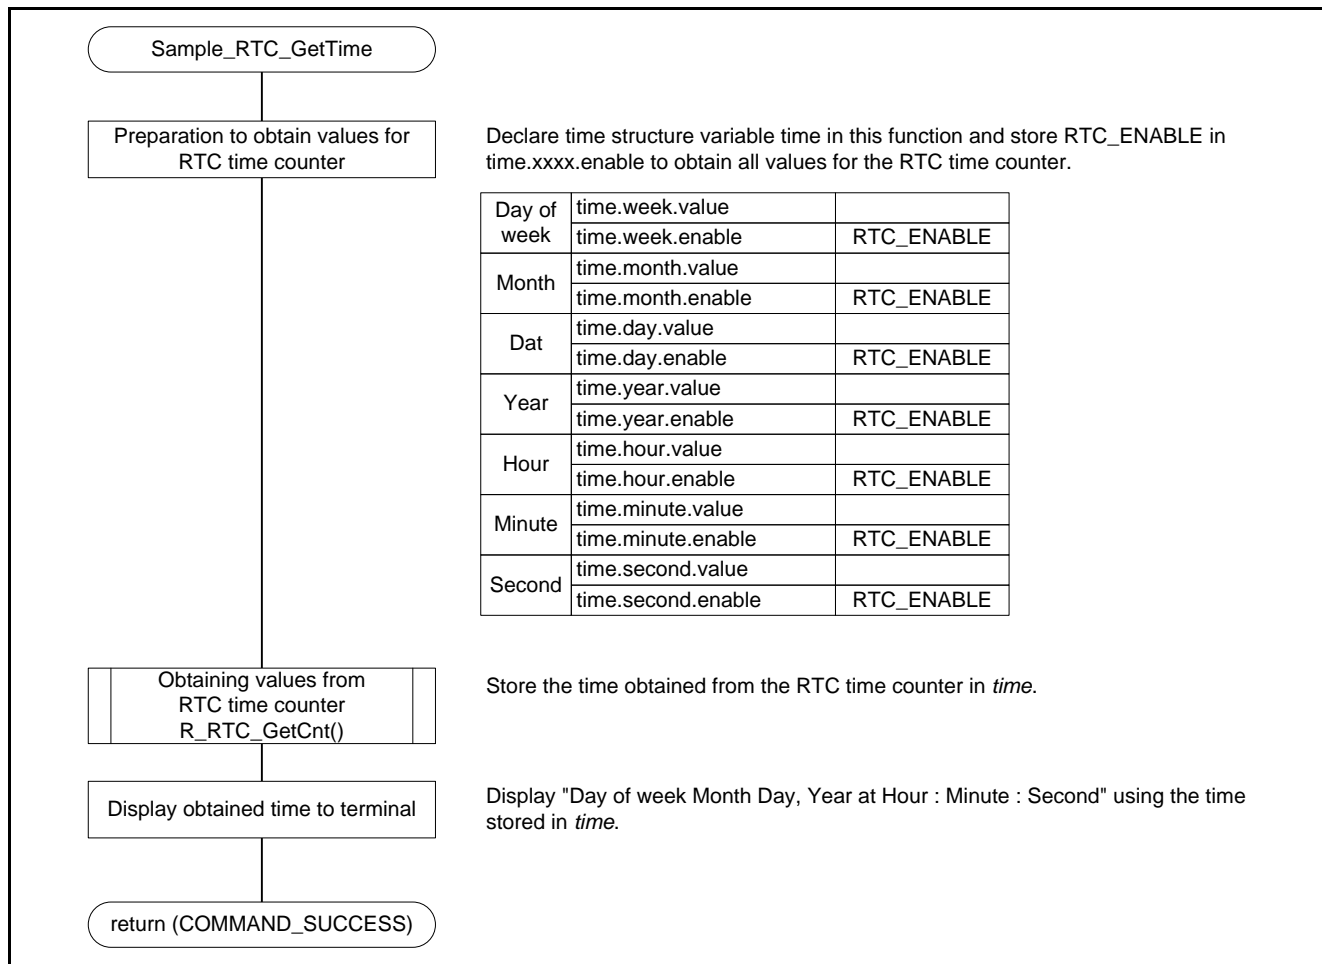 Sample_RTC_GetTime
Preparation to obtain values for
RTC time counter
Declare time structure variable time in this function and store RTC_ENABLE in
time.xxxx.enable to obtain all values for the RTC time counter.
Day of
week
time.week.value
time.week.enable RTC_ENABLE
Month
time.month.value
time.month.enable RTC_ENABLE
Dat
time.day.value
time.day.enable RTC_ENABLE
Year
time.year.value
time.year.enable RTC_ENABLE
Hour
time.hour.value
time.hour.enable RTC_ENABLE
Minute
time.minute.value
time.minute.enable RTC_ENABLE
Second
time.second.value
time.second.enable RTC_ENABLE
Obtaining values from
RTC time counter
R_RTC_GetCnt()
Store the time obtained from the RTC time counter in time.
Display obtained time to terminal
Display "Day of week Month Day, Year at Hour : Minute : Second" using the time
stored in time.
return (COMMAND_SUCCESS)